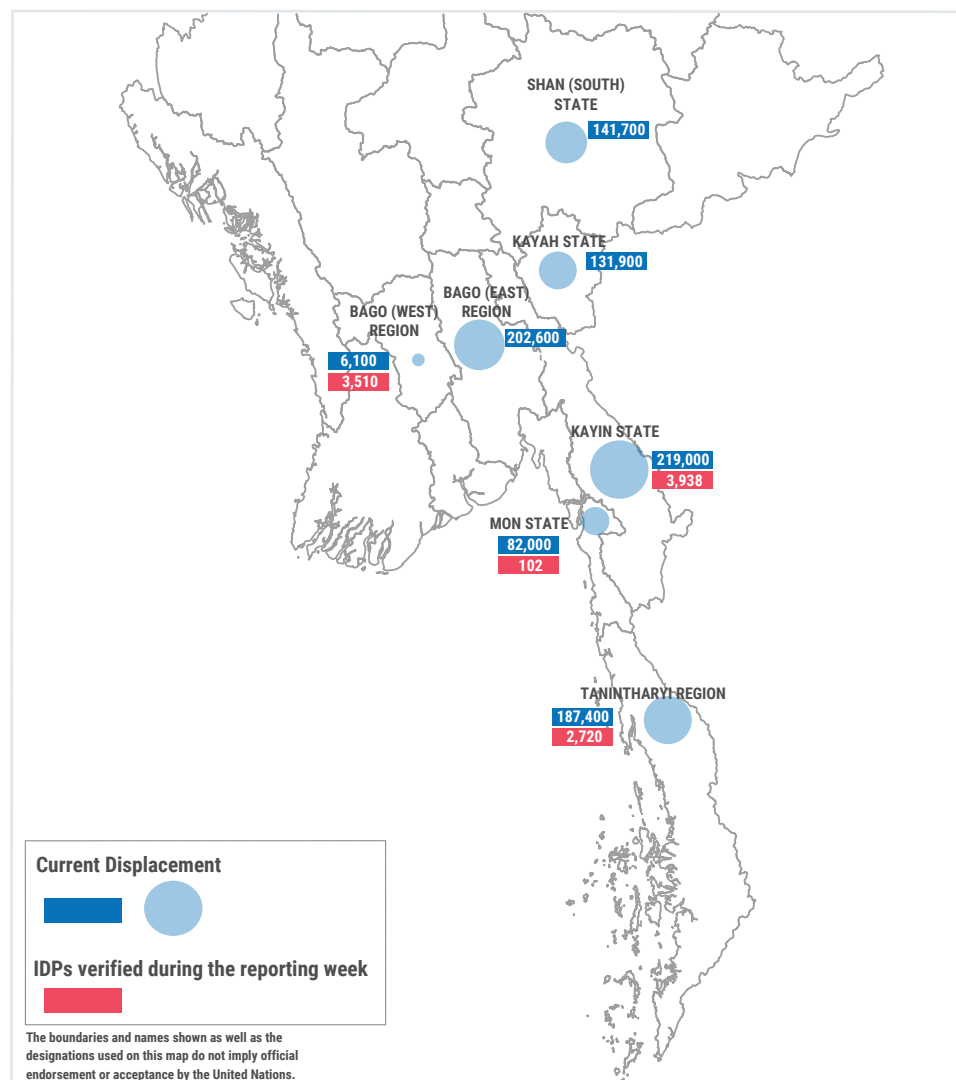 SHAN (SOUTH)
STATE
141,700
KAYAH STATE
131,900
BAGO (EAST)
REGION
202,600
BAGO (WEST)
REGION
6,100
3,510
KAYIN STATE
219,000
3,938
MON STATE
82,000
102
TANINTHARYI REGION
187,400
2,720
Current Displacement
IDPs verified during the reporting week
The boundaries and names shown as well as the
designations used on this map do not imply official
endorsement or acceptance by the United Nations.